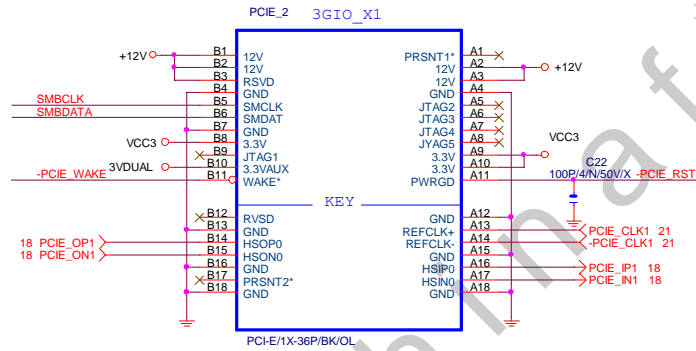 PCIE_2 3GIO_X1
+12V B1 12V PRSNT1* A1
B2 12V 12V A2 +12V
B3 RSVD 12V A3
B4 GND GND A4
SMBCLK B5 SMCLK JTAG2 A5
SMBDATA B6 SMDAT JTAG3 A6
B7 GND JTAG4 A7
VCC3 B8 3.3V JYAG5 A8 VCC3
B9 JTAG1 3.3V A9
3VDUAL B10 3.3VAUX 3.3V A10 C22
-PCIE_WAKE B11 WAKE* PWRGD A11 100P/4/N/50V/X -PCIE_RST
KEY
B12 RVSD GND A12
B13 GND REFCLK+ A13 PCIE_CLK1 21
18 PCIE_OP1 B14 HSOP0 REFCLK- A14 -PCIE_CLK1 21
18 PCIE_ON1 B15 HSON0 GND A15
B16 GND HSIP0 A16 PCIE_IP1 18
B17 PRSNT2* HSIN0 A17 PCIE_IN1 18
B18 GND GND A18
PCI-E/1X-36P/BK/OL